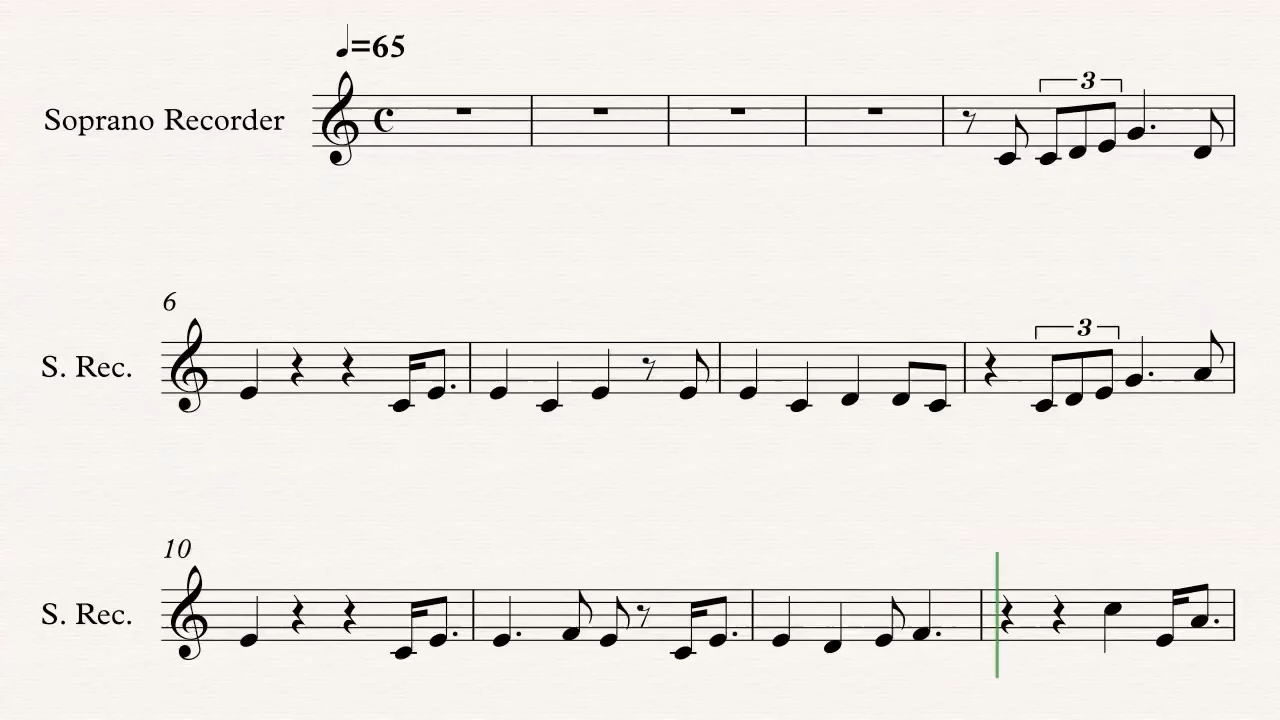 ♩=65
Soprano Recorder
3
6
S. Rec.
3
10
S. Rec.